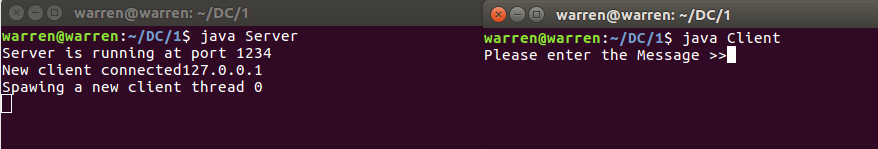 warren@warren: ~/DC/1
warren@warren:~/DC/1$ java Server
Server is running at port 1234
New client connected127.0.0.1
Spawing a new client thread 0
warren@warren: ~/DC/1
warren@warren:~/DC/1$ java Client
Please enter the Message >>